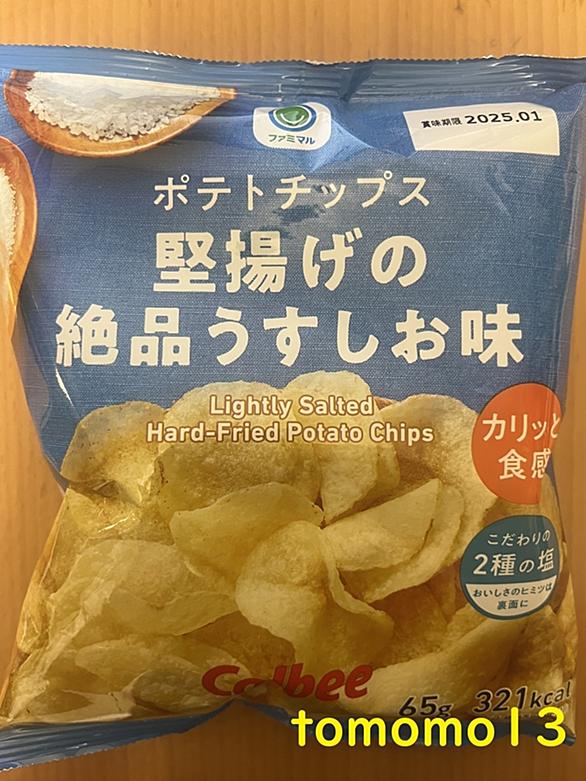 ファミマル
賞味期限 2025.01
ポテトチップス
堅揚げの
絶品うすしお味
Lightly Salted
Hard-Fried Potato Chips
カリッと
食感
こだわりの
2種の塩
おいしさのヒミツは
裏面に
Calbee
65g 321kcal
tomomo13